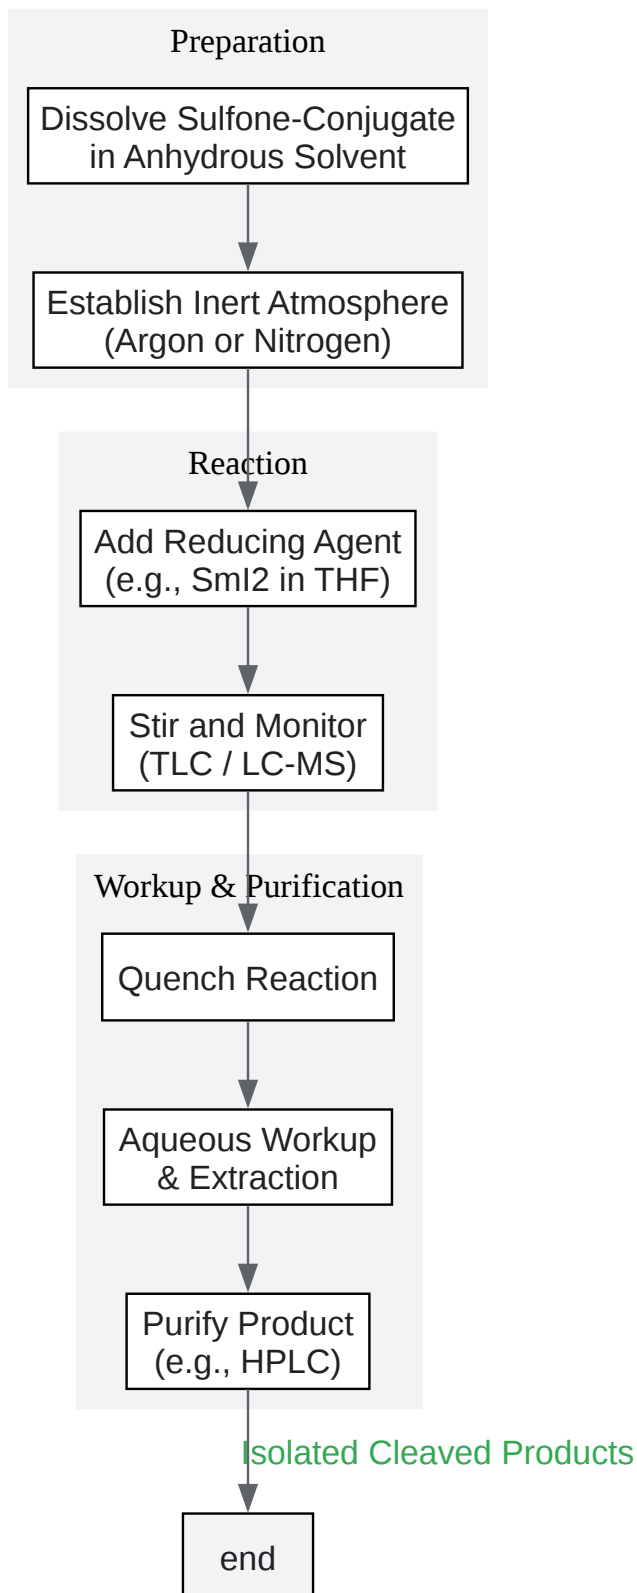 Preparation
Dissolve Sulfone-Conjugate
in Anhydrous Solvent
Establish Inert Atmosphere
(Argon or Nitrogen)
Reaction
Add Reducing Agent
(e.g., SmI2 in THF)
Stir and Monitor
(TLC / LC-MS)
Workup & Purification
Quench Reaction
Aqueous Workup
& Extraction
Purify Product
(e.g., HPLC)
Isolated Cleaved Products
end